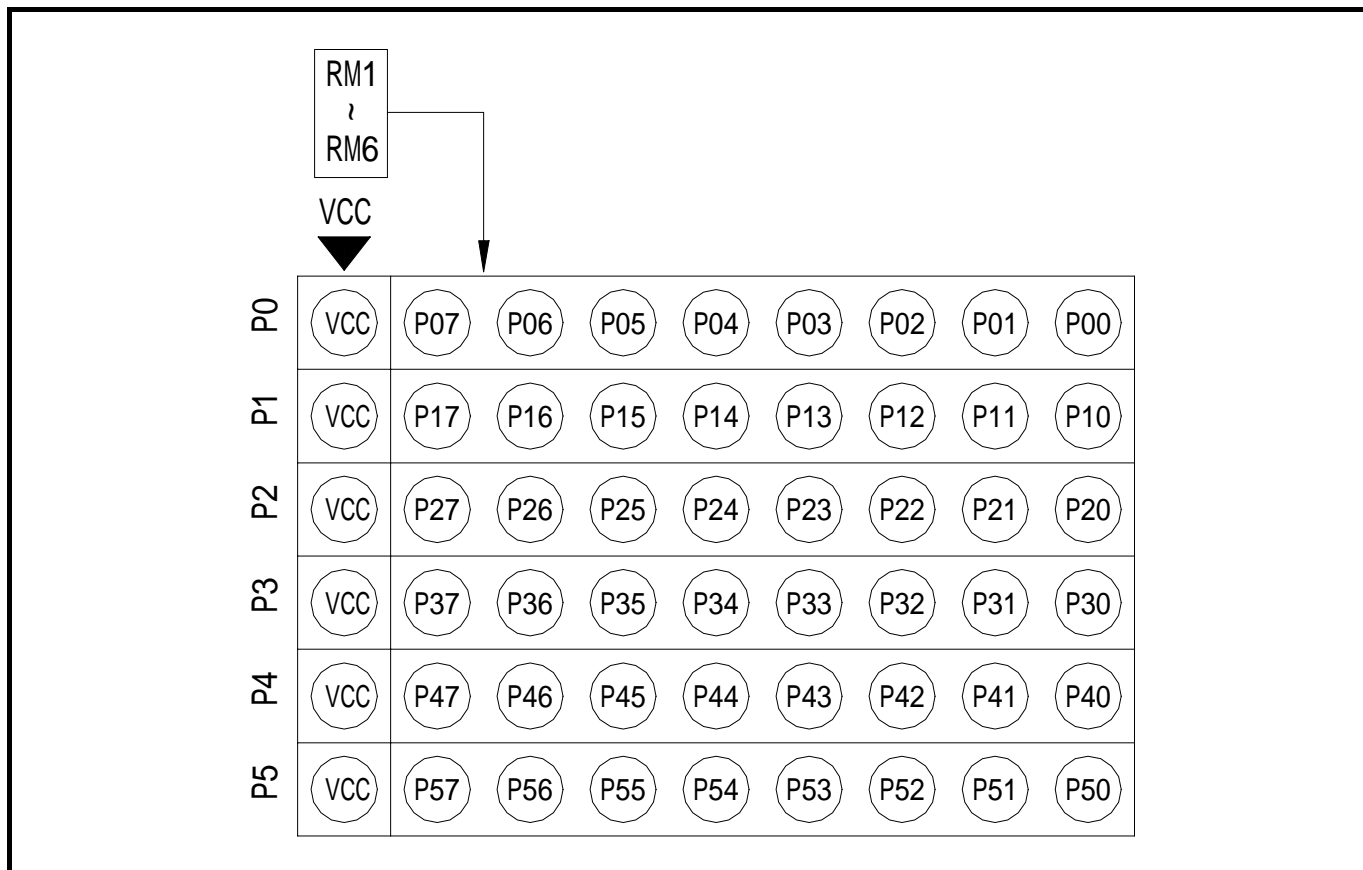 RM1
~
RM6
VCC
P0 VCC P07 P06 P05 P04 P03 P02 P01 P00
P1 VCC P17 P16 P15 P14 P13 P12 P11 P10
P2 VCC P27 P26 P25 P24 P23 P22 P21 P20
P3 VCC P37 P36 P35 P34 P33 P32 P31 P30
P4 VCC P47 P46 P45 P44 P43 P42 P41 P40
P5 VCC P57 P56 P55 P54 P53 P52 P51 P50